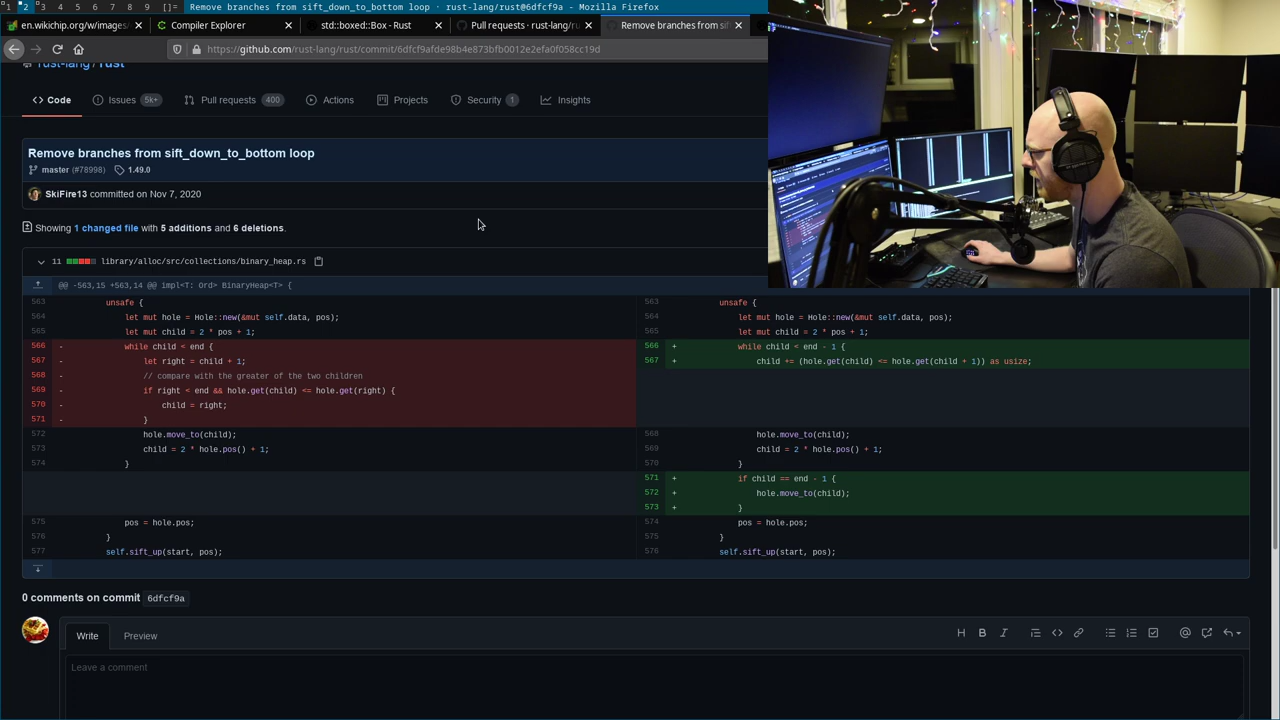 1 2 3 4 5 6 7 8 9 []= Remove branches from sift_down_to_bottom loop · rust-lang/rust@6dfcf9a - Mozilla Firefox
en.wikichip.org/w/images/ Compiler Explorer std::boxed::Box - Rust Pull requests · rust-lang/ru Remove branches from sif
https://github.com/rust-lang/rust/commit/6dfcf9afde98b4e873bfb0012e2efa0f058cc19d
rust-lang / rust
Code Issues 5k+ Pull requests 400 Actions Projects Security 1 Insights
Remove branches from sift_down_to_bottom loop
master (#78998) 1.49.0
SkiFire13 committed on Nov 7, 2020
Showing 1 changed file with 5 additions and 6 deletions.
11 library/alloc/src/collections/binary_heap.rs
@@ -563,15 +563,14 @@ impl<T: Ord> BinaryHeap<T> {
563 unsafe { 563 unsafe {
564 let mut hole = Hole::new(&mut self.data, pos); 564 let mut hole = Hole::new(&mut self.data, pos);
565 let mut child = 2 * pos + 1; 565 let mut child = 2 * pos + 1;
566 - while child < end { 566 + while child < end - 1 {
567 - let right = child + 1; 567 + child += (hole.get(child) <= hole.get(child + 1)) as usize;
568 - // compare with the greater of the two children
569 - if right < end && hole.get(child) <= hole.get(right) {
570 - child = right;
571 - }
572 hole.move_to(child); 568 hole.move_to(child);
573 child = 2 * hole.pos() + 1; 569 child = 2 * hole.pos() + 1;
574 } 570 }
571 + if child == end - 1 {
572 + hole.move_to(child);
573 + }
575 pos = hole.pos; 574 pos = hole.pos;
576 } 575 }
577 self.sift_up(start, pos); 576 self.sift_up(start, pos);
0 comments on commit 6dfcf9a
Write Preview
Leave a comment